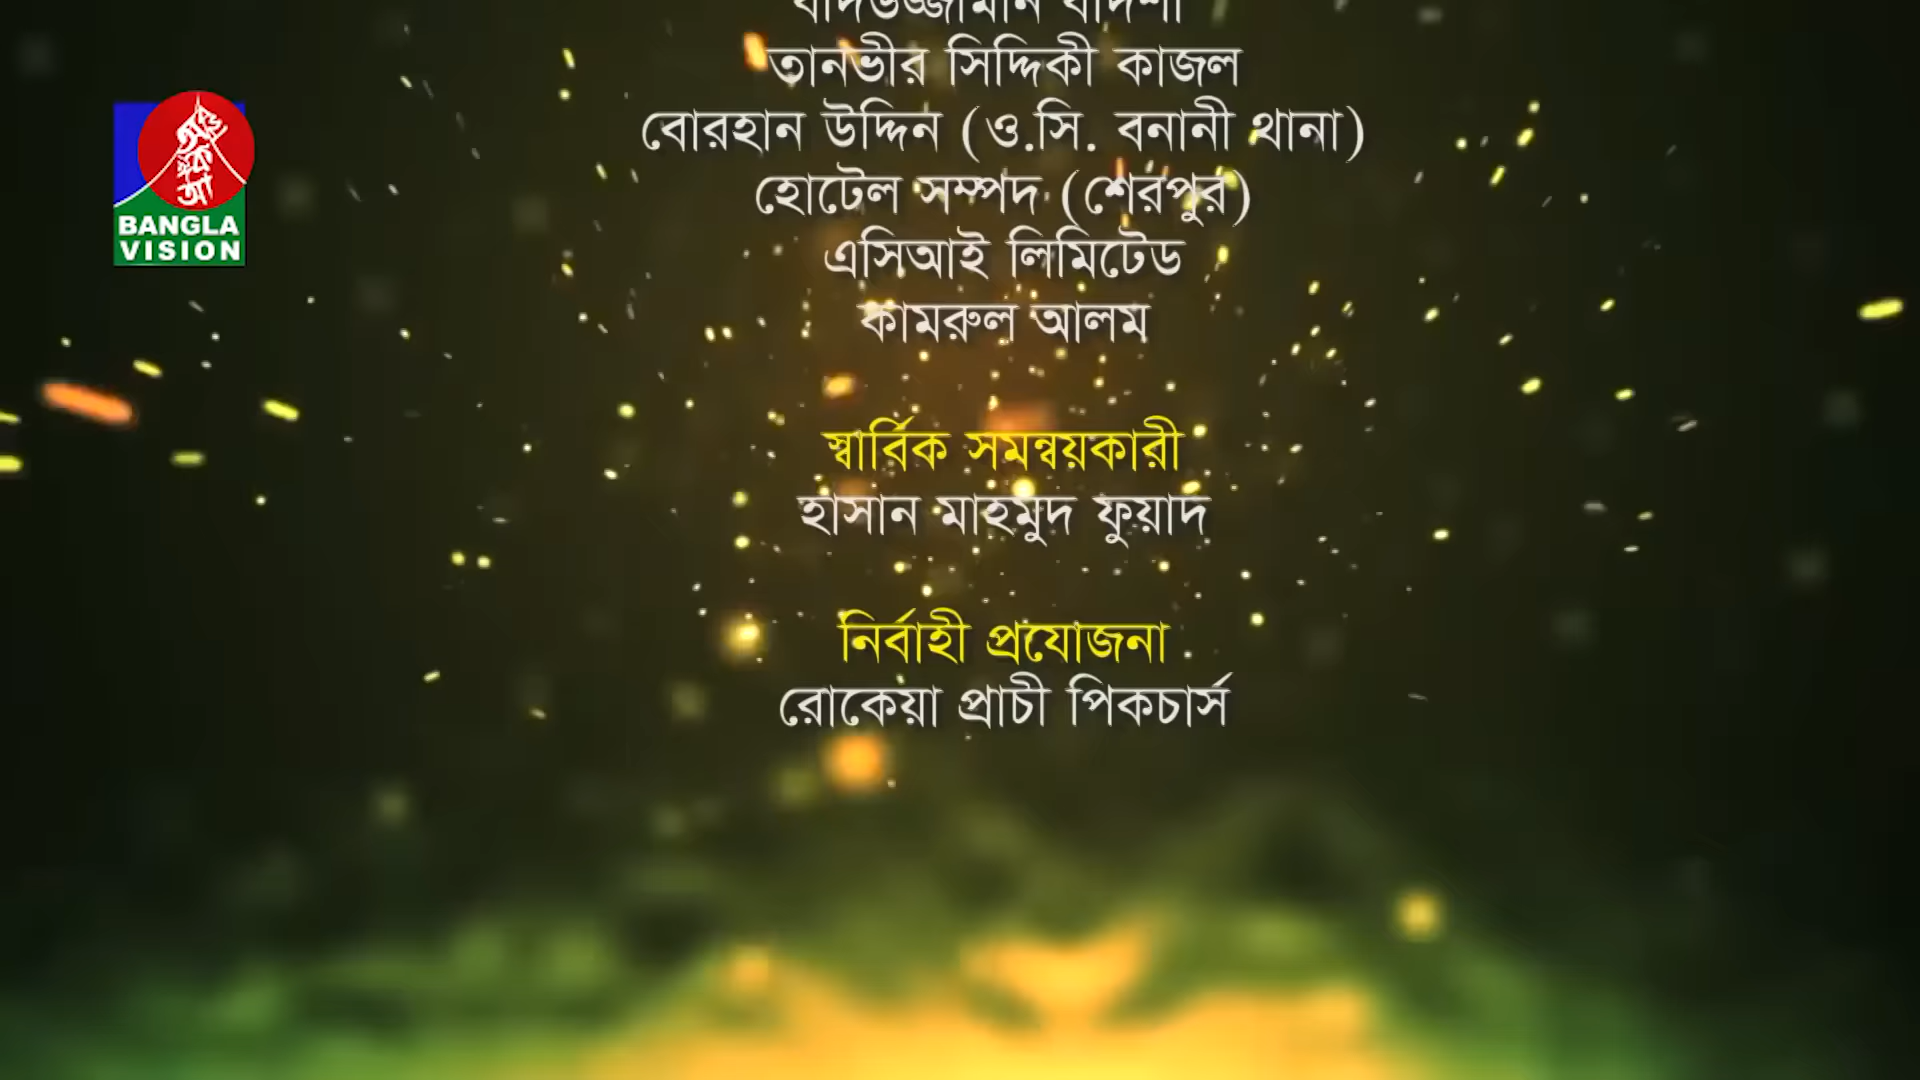 তানভীর সিদ্দিকী কাজল
বোরহান উদ্দিন (ও.সি. বনানী থানা)
হোটেল সম্পদ (শেরপুর)
এসিআই লিমিটেড
কামরুল আলম
স্বার্বিক সমন্বয়কারী
হাসান মাহমুদ ফুয়াদ
নির্বাহী প্রযোজনা
রোকেয়া প্রাচী পিকচার্স
BANGLA
VISION